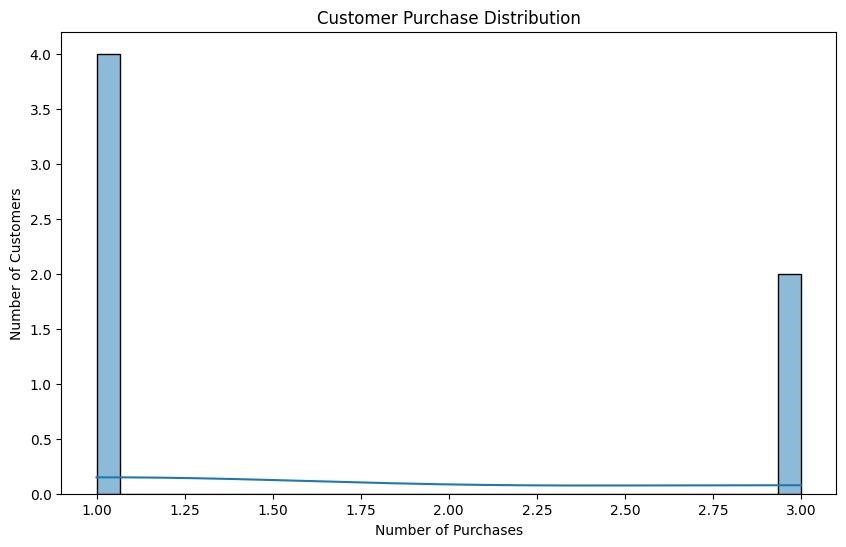 Customer Purchase Distribution
4.0
3.5
3.0
2.5
2.0
1.5
1.0
0.5
0.0
Number of Customers
1.00 1.25 1.50 1.75 2.00 2.25 2.50 2.75 3.00
Number of Purchases